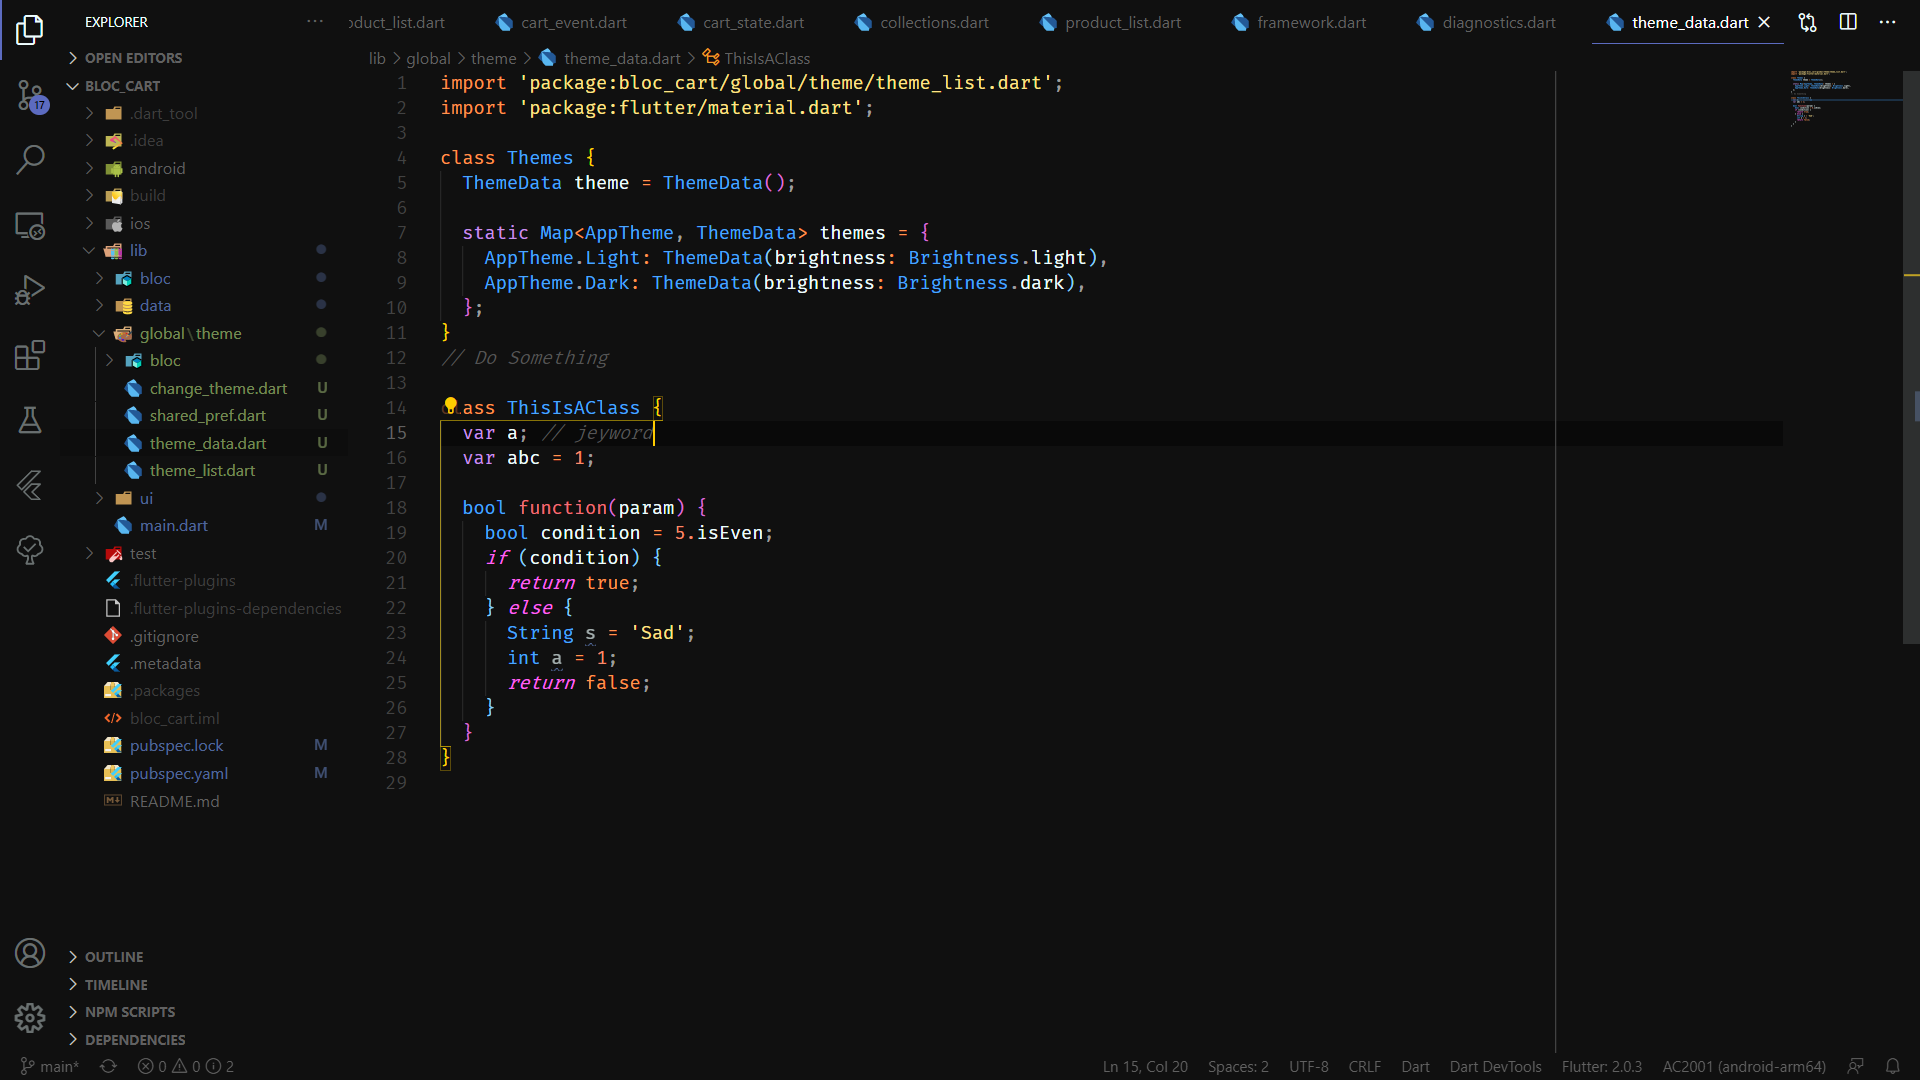 EXPLORER
oduct_list.dart
cart_event.dart
cart_state.dart
collections.dart
product_list.dart
framework.dart
diagnostics.dart
theme_data.dart
OPEN EDITORS
BLOC_CART
.dart_tool
.idea
android
build
ios
lib
bloc
data
global\theme
bloc
change_theme.dart U
shared_pref.dart U
theme_data.dart U
theme_list.dart U
ui
main.dart M
test
.flutter-plugins
.flutter-plugins-dependencies
.gitignore
.metadata
.packages
bloc_cart.iml
pubspec.lock M
pubspec.yaml M
README.md
OUTLINE
TIMELINE
NPM SCRIPTS
DEPENDENCIES
17
lib > global > theme > theme_data.dart > ThisIsAClass
1 import 'package:bloc_cart/global/theme/theme_list.dart';
2 import 'package:flutter/material.dart';
3
4 class Themes {
5 ThemeData theme = ThemeData();
6
7 static Map<AppTheme, ThemeData> themes = {
8 AppTheme.Light: ThemeData(brightness: Brightness.light),
9 AppTheme.Dark: ThemeData(brightness: Brightness.dark),
10 };
11 }
12 // Do Something
13
14 ass ThisIsAClass {
15 var a; // jeyword
16 var abc = 1;
17
18 bool function(param) {
19 bool condition = 5.isEven;
20 if (condition) {
21 return true;
22 } else {
23 String s = 'Sad';
24 int a = 1;
25 return false;
26 }
27 }
28 }
29
main* 0 0 2 Ln 15, Col 20 Spaces: 2 UTF-8 CRLF Dart Dart DevTools Flutter: 2.0.3 AC2001 (android-arm64)